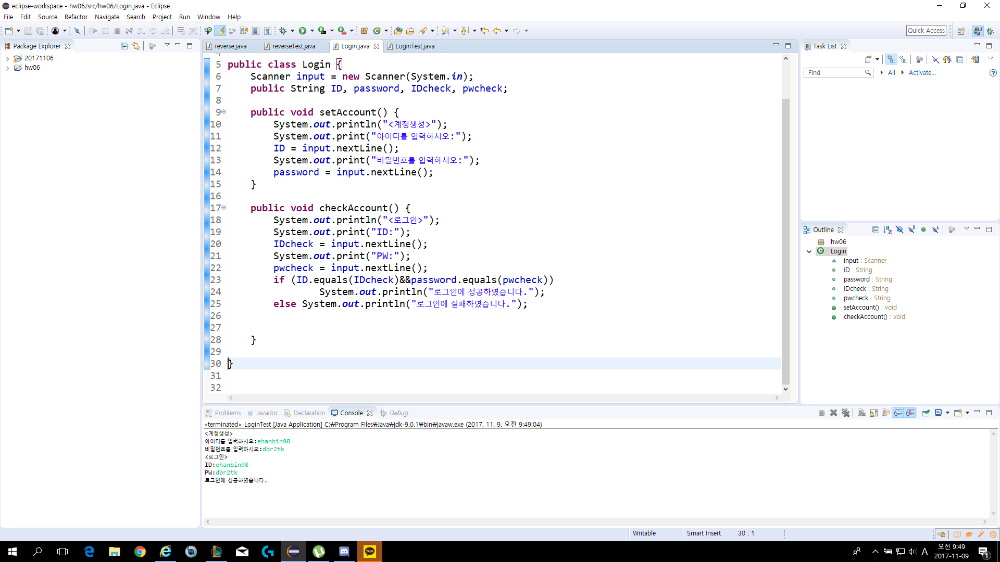 eclipse-workspace - hw06/src/hw06/Login.java - Eclipse
File Edit Source Refactor Navigate Search Project Run Window Help
Quick Access
Package Explorer
20171106
hw06
reverse.java reverseTest.java Login.java LoginTest.java
5 public class Login {
6 Scanner input = new Scanner(System.in);
7 public String ID, password, IDcheck, pwcheck;
8
9 public void setAccount() {
10 System.out.println("<계정생성>");
11 System.out.print("아이디를 입력하시오:");
12 ID = input.nextLine();
13 System.out.print("비밀번호를 입력하시오:");
14 password = input.nextLine();
15 }
16
17 public void checkAccount() {
18 System.out.println("<로그인>");
19 System.out.print("ID:");
20 IDcheck = input.nextLine();
21 System.out.print("PW:");
22 pwcheck = input.nextLine();
23 if (ID.equals(IDcheck)&&password.equals(pwcheck))
24 System.out.println("로그인에 성공하였습니다.");
25 else System.out.println("로그인에 실패하였습니다.");
26
27
28 }
29
30 }
31
32
Task List
Find
All
Activate...
Outline
hw06
Login
input : Scanner
ID : String
password : String
IDcheck : String
pwcheck : String
setAccount() : void
checkAccount() : void
Problems @ Javadoc Declaration Console Debug
<terminated> LoginTest [Java Application] C:₩Program Files₩Java₩jdk-9.0.1₩bin₩javaw.exe (2017. 11. 9. 오전 9:49:04)
<계정생성>
아이디를 입력하시오:ehanbin98
비밀번호를 입력하시오:dbr2tk
<로그인>
ID:ehanbin98
PW:dbr2tk
로그인에 성공하였습니다.
Writable
Smart Insert
30 : 1
TALK
A
오전 9:49
2017-11-09
1